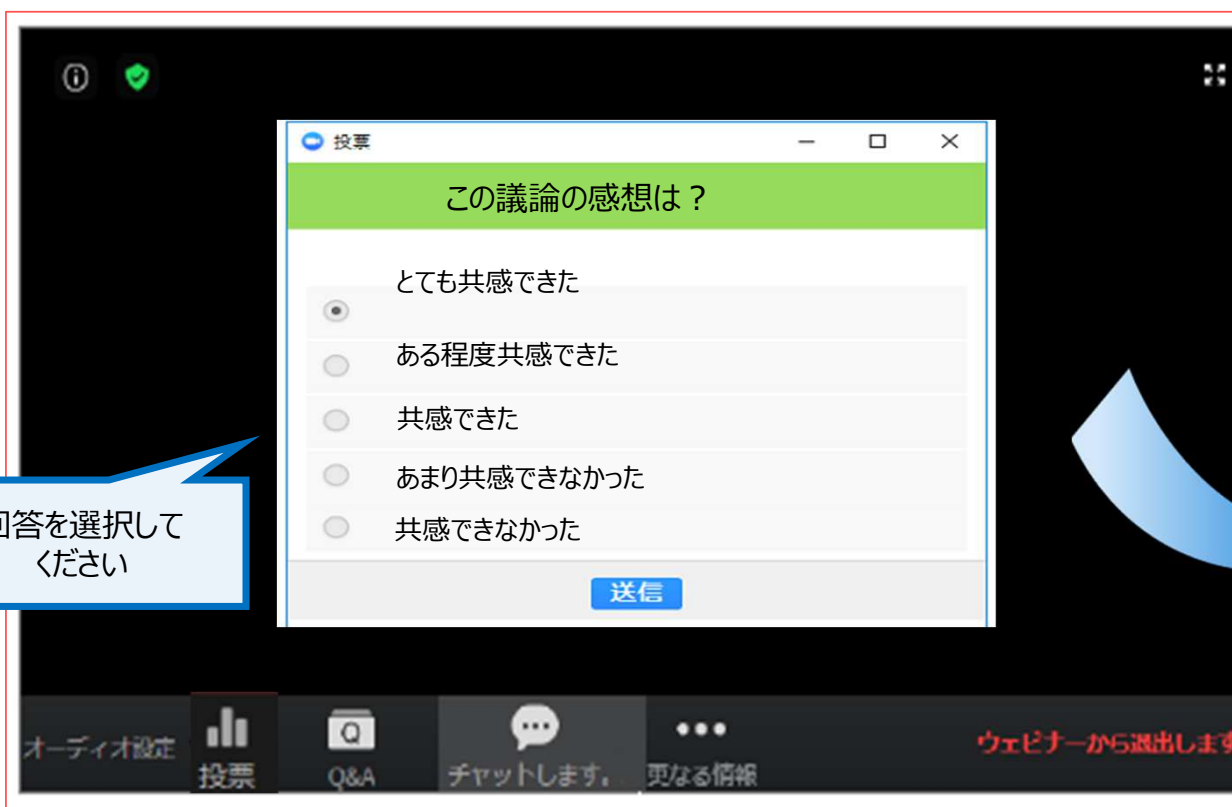 投票
この議論の感想は？
とても共感できた
ある程度共感できた
共感できた
あまり共感できなかった
共感できなかった
回答を選択して
ください
送信
オーディオ設定
投票
Q&A
チャットします。
更なる情報
ウェビナーから退出します